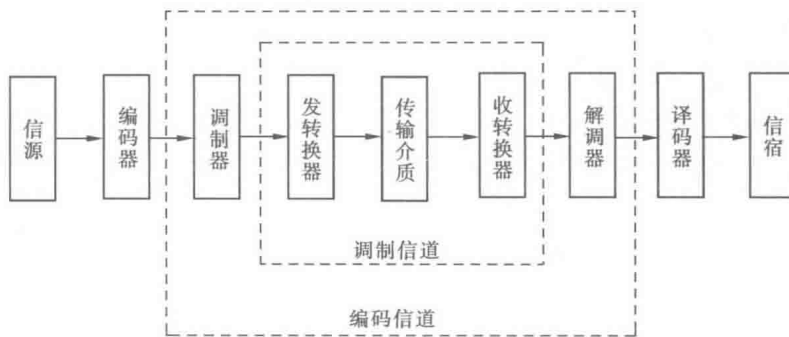 信源
编码器
调制器
发转换器
传输介质
收转换器
解调器
译码器
信宿
调制信道
编码信道